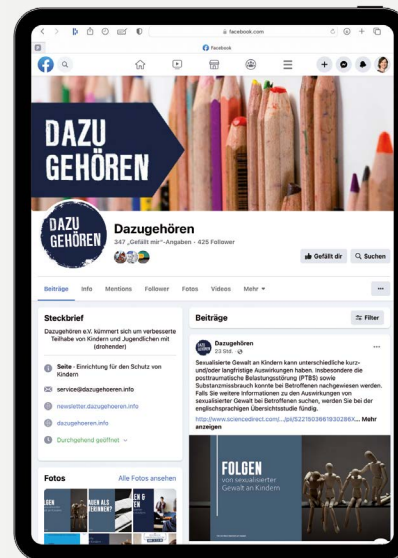 facebook.com
Facebook
DAZU
GEHÖREN
DAZU
GEHÖREN
Dazugehören
347 „Gefällt mir“-Angaben · 425 Follower
Gefällt dir
Suchen
Beiträge Info Mentions Follower Fotos Videos Mehr
Steckbrief
Dazugehören e.V. kümmert sich um verbesserte
Teilhabe von Kindern und Jugendlichen mit
(drohender)
Seite · Einrichtung für den Schutz von
Kindern
service@dazugehoeren.info
newsletter.dazugehoeren.info
dazugehoeren.info
Durchgehend geöffnet
Fotos
Alle Fotos ansehen
Beiträge
Filter
Dazugehören
23 Std.
Sexualisierte Gewalt an Kindern kann unterschiedliche kurz-
und/oder langfristige Auswirkungen haben. Insbesondere die
posttraumatische Belastungsstörung (PTBS) sowie
Substanzmissbrauch konnte bei Betroffenen nachgewiesen werden.
Falls Sie weitere Informationen zu den Auswirkungen von
sexualisierter Gewalt bei Betroffenen suchen, werden Sie bei der
englischsprachigen Übersichtsstudie fündig.
http://www.sciencedirect.com/.../pii/S221503661930286X... Mehr
anzeigen
FOLGEN
von sexualisierter
Gewalt an Kindern